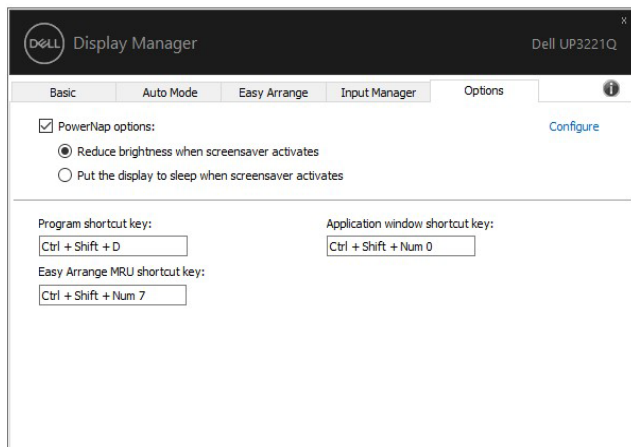 x
DELL Display Manager Dell UP3221Q
Basic Auto Mode Easy Arrange Input Manager Options i
PowerNap options: Configure
Reduce brightness when screensaver activates
Put the display to sleep when screensaver activates
Program shortcut key: Application window shortcut key:
Ctrl + Shift + D Ctrl + Shift + Num 0
Easy Arrange MRU shortcut key:
Ctrl + Shift + Num 7